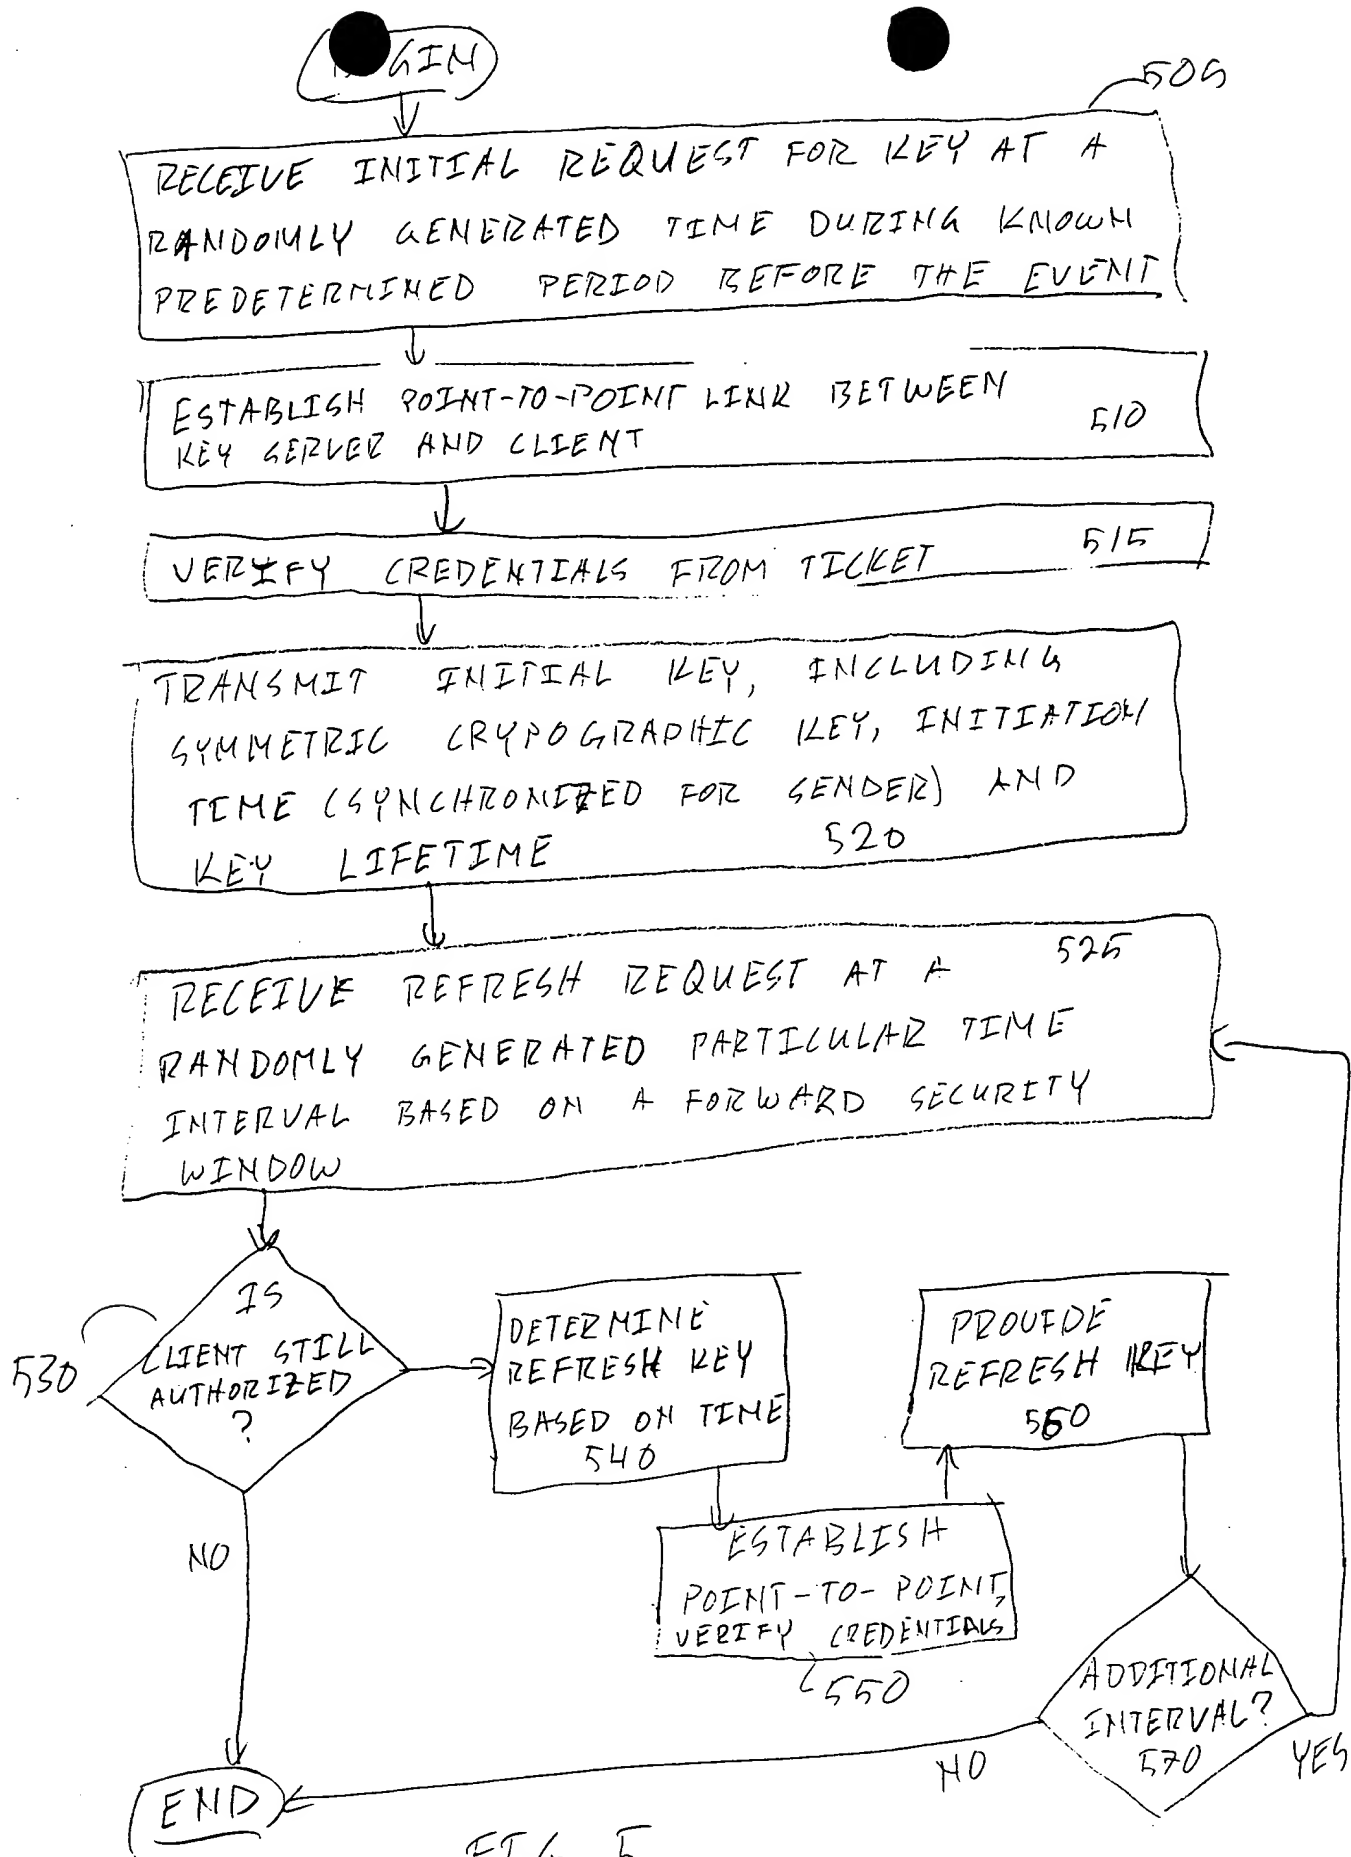 BEGIN
505
RECEIVE INITIAL REQUEST FOR KEY AT A
RANDOMLY GENERATED TIME DURING KNOWN
PREDETERMINED PERIOD BEFORE THE EVENT
ESTABLISH POINT-TO-POINT LINK BETWEEN
KEY SERVER AND CLIENT
510
VERIFY CREDENTIALS FROM TICKET
515
TRANSMIT INITIAL KEY, INCLUDING
SYMMETRIC CRYPOGRAPHIC KEY, INITIATION
TIME (SYNCHRONIZED FOR SENDER) AND
KEY LIFETIME
520
525
RECEIVE REFRESH REQUEST AT A
RANDOMLY GENERATED PARTICULAR TIME
INTERVAL BASED ON A FORWARD SECURITY
WINDOW
530
IS
CLIENT STILL
AUTHORIZED
?
DETERMINE
REFRESH KEY
BASED ON TIME
540
PROVIDE
REFRESH KEY
560
NO
ESTABLISH
POINT-TO-POINT,
VERIFY CREDENTIALS
550
ADDITIONAL
INTERVAL?
570
NO
YES
END
FIG. 5